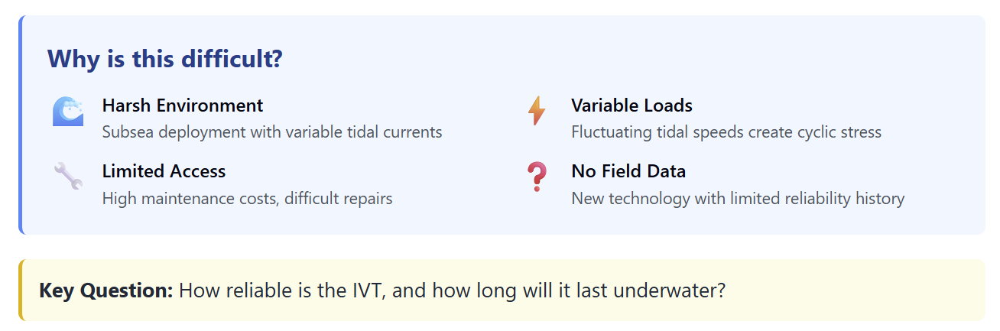 Why is this difficult?
Harsh Environment
Subsea deployment with variable tidal currents
Variable Loads
Fluctuating tidal speeds create cyclic stress
Limited Access
High maintenance costs, difficult repairs
No Field Data
New technology with limited reliability history
Key Question: How reliable is the IVT, and how long will it last underwater?